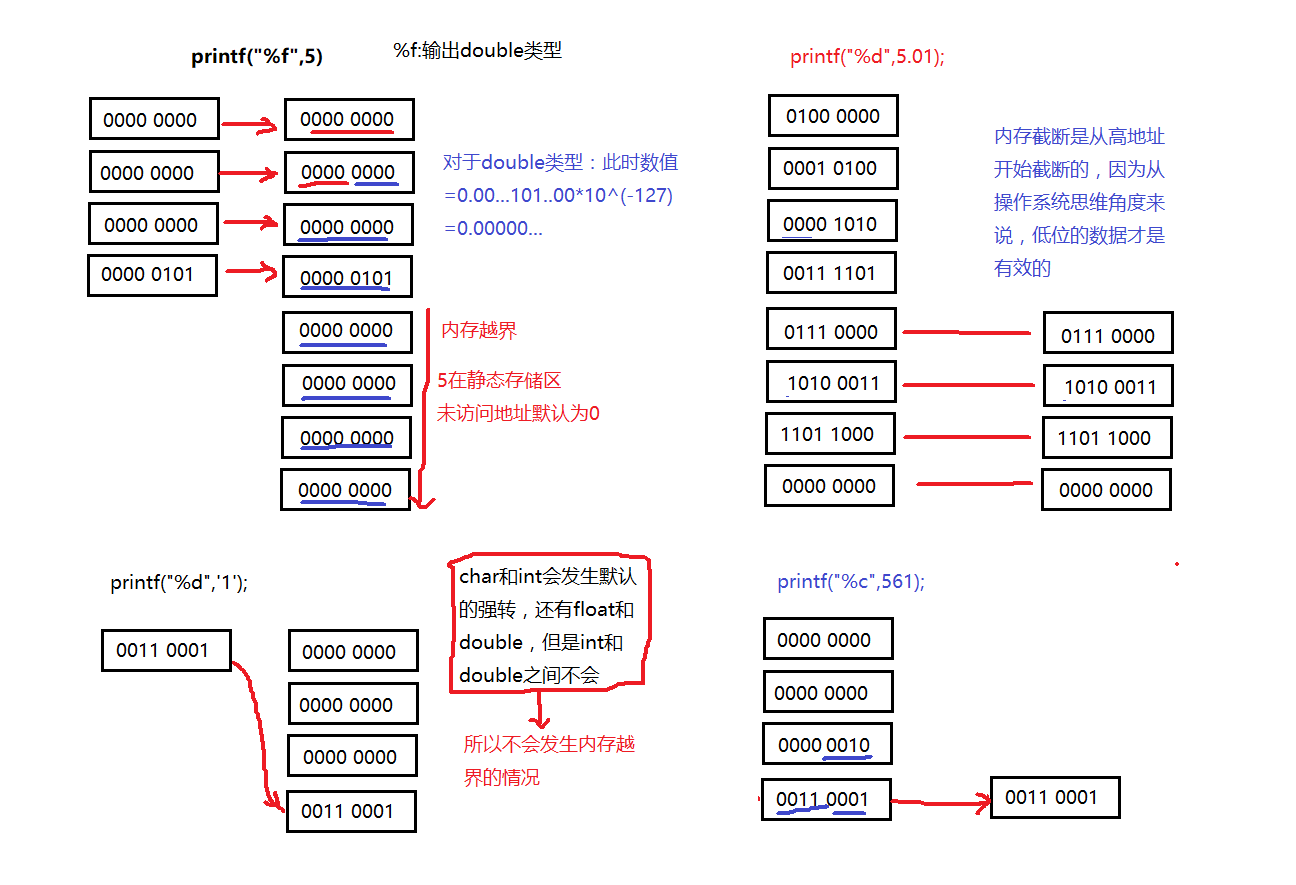 printf("%f",5)
%f:输出double类型
0000 0000
0000 0000
0000 0000
0000 0101
0000 0000
0000 0000
0000 0000
0000 0101
0000 0000
0000 0000
0000 0000
0000 0000
对于double类型：此时数值
=0.00...101..00*10^(-127)
=0.00000...
内存越界
5在静态存储区
未访问地址默认为0
printf("%d",5.01);
0100 0000
0001 0100
0000 1010
0011 1101
0111 0000
1010 0011
1101 1000
0000 0000
内存截断是从高地址
开始截断的，因为从
操作系统思维角度来
说，低位的数据才是
有效的
0111 0000
1010 0011
1101 1000
0000 0000
printf("%d",'1');
0011 0001
0000 0000
0000 0000
0000 0000
0011 0001
char和int会发生默认
的强转，还有float和
double，但是int和
double之间不会
所以不会发生内存越
界的情况
printf("%c",561);
0000 0000
0000 0000
0000 0010
0011 0001
0011 0001